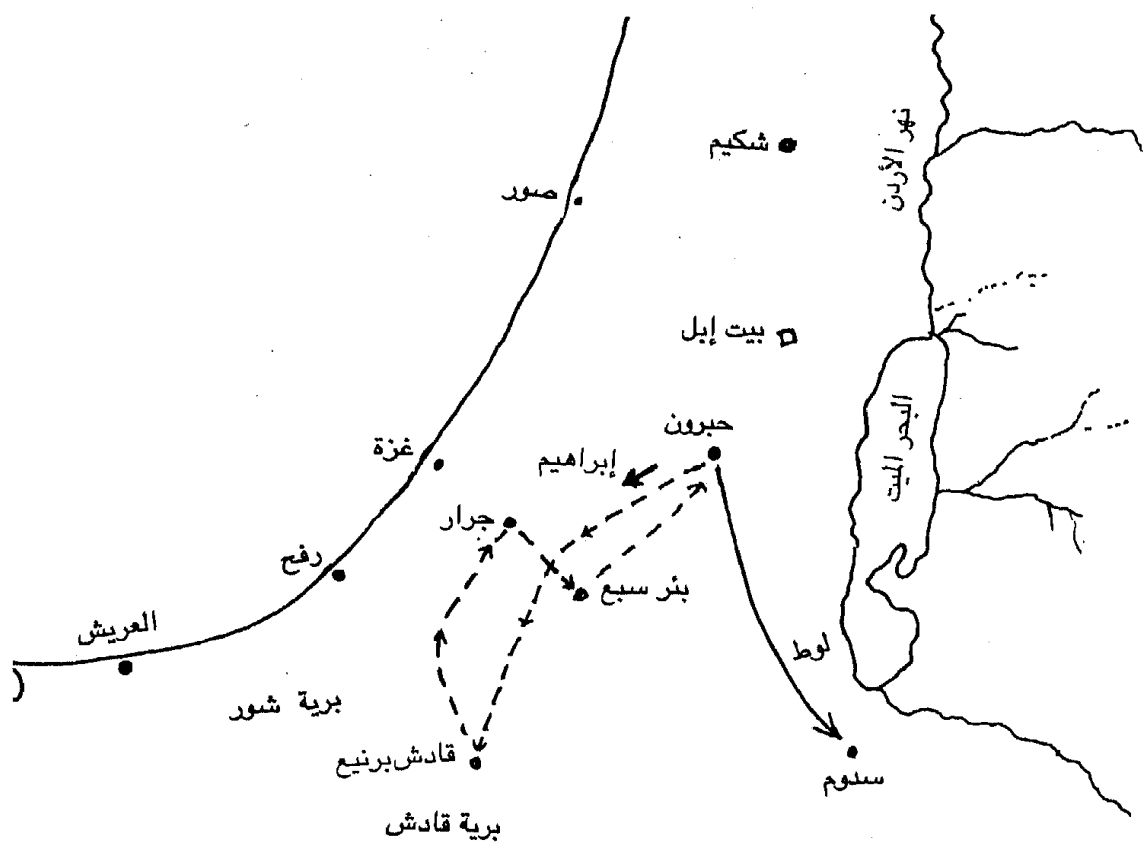 نهر الأردن
شكيم
صور
بيت إبل
البحر الميت
حبرون
إبراهيم
غزة
جرار
رفح
بئر سبع
العريش
لوط
برية شور
قادش برنيع
سدوم
برية قادش